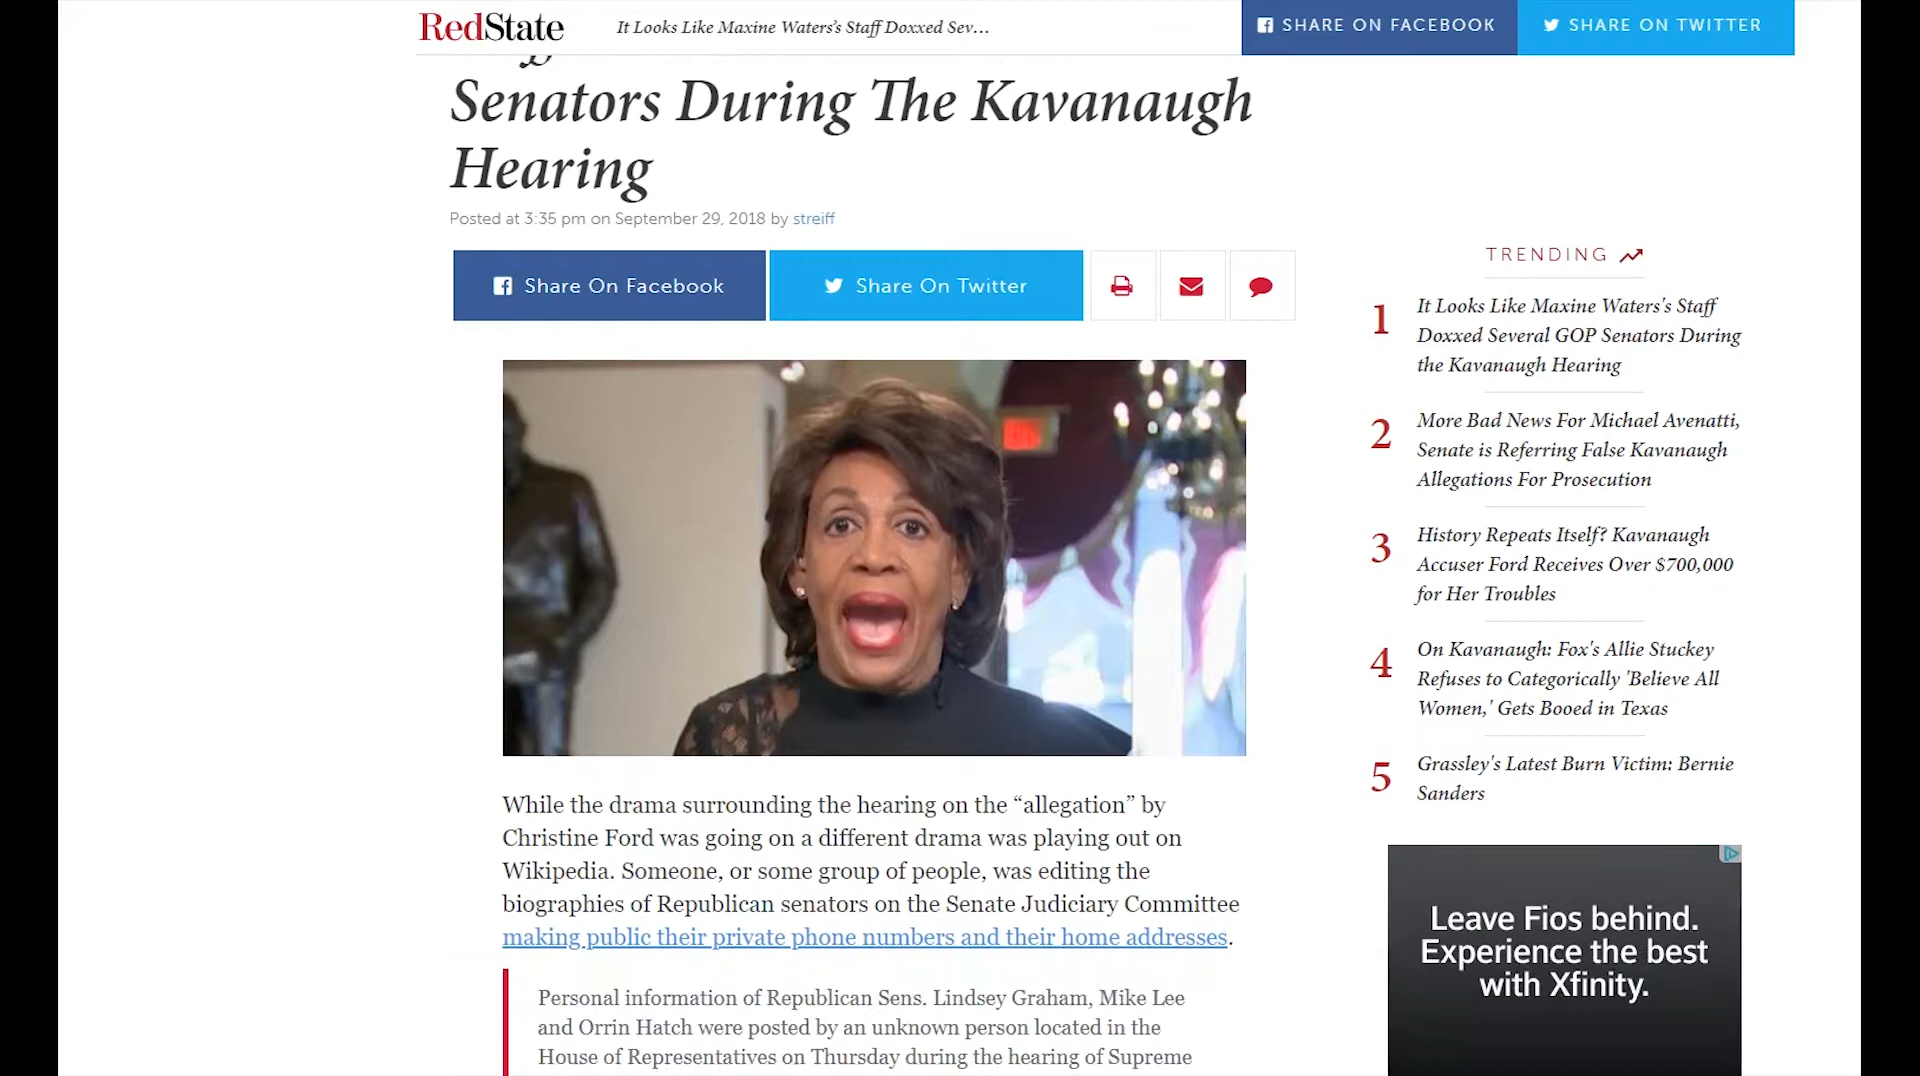 RedState
It Looks Like Maxine Waters's Staff Doxxed Sev...
SHARE ON FACEBOOK
SHARE ON TWITTER
Senators During The Kavanaugh
Hearing
Posted at 3:35 pm on September 29, 2018 by streiff
Share On Facebook
Share On Twitter
While the drama surrounding the hearing on the “allegation” by
Christine Ford was going on a different drama was playing out on
Wikipedia. Someone, or some group of people, was editing the
biographies of Republican senators on the Senate Judiciary Committee
making public their private phone numbers and their home addresses.
Personal information of Republican Sens. Lindsey Graham, Mike Lee
and Orrin Hatch were posted by an unknown person located in the
House of Representatives on Thursday during the hearing of Supreme
TRENDING
1
It Looks Like Maxine Waters's Staff
Doxxed Several GOP Senators During
the Kavanaugh Hearing
2
More Bad News For Michael Avenatti,
Senate is Referring False Kavanaugh
Allegations For Prosecution
3
History Repeats Itself? Kavanaugh
Accuser Ford Receives Over $700,000
for Her Troubles
4
On Kavanaugh: Fox's Allie Stuckey
Refuses to Categorically 'Believe All
Women,' Gets Booed in Texas
5
Grassley's Latest Burn Victim: Bernie
Sanders
Leave Fios behind.
Experience the best
with Xfinity.